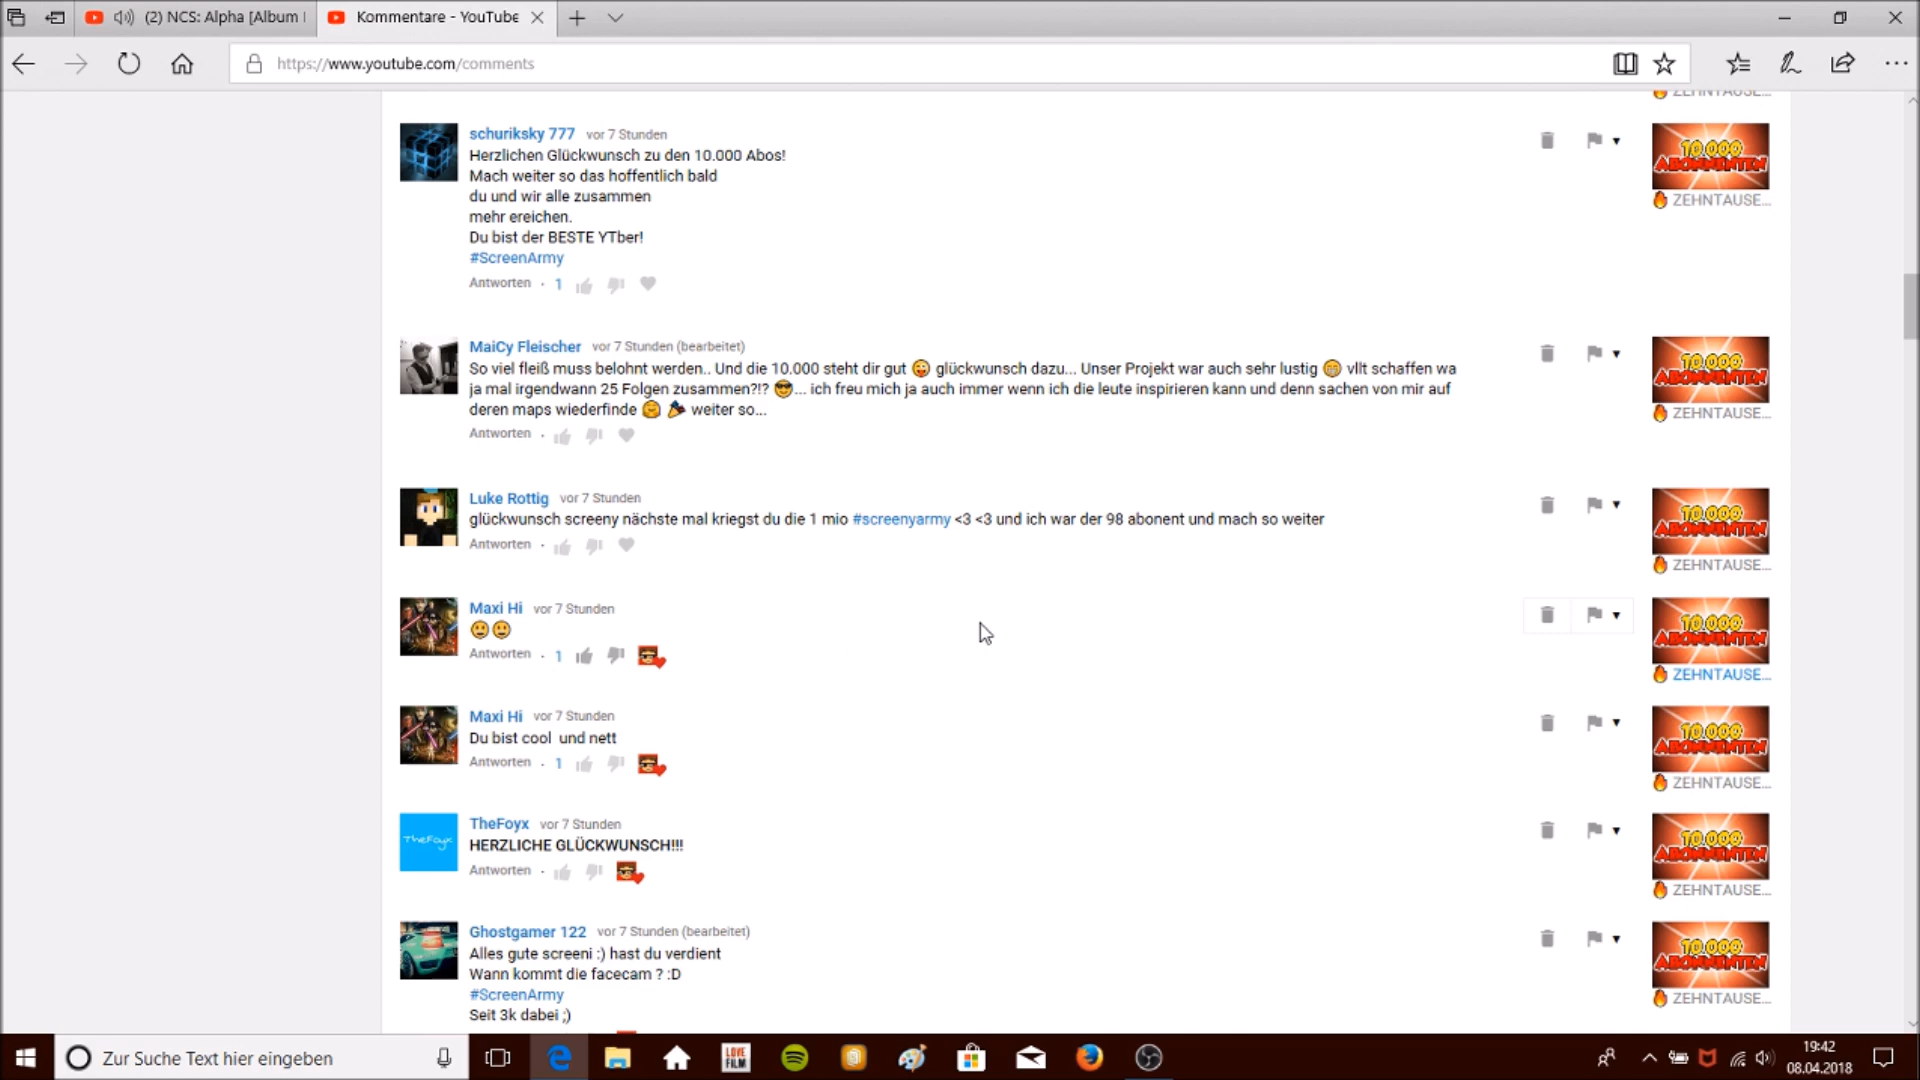 (2) NCS: Alpha [Album
Kommentare - YouTube
https://www.youtube.com/comments
ZEHNTAUSE...
schuriksky 777 vor 7 Stunden
Herzlichen Glückwunsch zu den 10.000 Abos!
Mach weiter so das hoffentlich bald
du und wir alle zusammen
mehr ereichen.
Du bist der BESTE YTber!
#ScreenArmy
Antworten · 1
10.000
ABONNENTEN
ZEHNTAUSE...
MaiCy Fleischer vor 7 Stunden (bearbeitet)
So viel fleiß muss belohnt werden.. Und die 10.000 steht dir gut 😜 glückwunsch dazu... Unser Projekt war auch sehr lustig 😁 vllt schaffen wa
ja mal irgendwann 25 Folgen zusammen?!? 😎... ich freu mich ja auch immer wenn ich die leute inspirieren kann und denn sachen von mir auf
deren maps wiederfinde 🤗 🎉 weiter so...
Antworten ·
10.000
ABONNENTEN
ZEHNTAUSE...
Luke Rottig vor 7 Stunden
glückwunsch screeny nächste mal kriegst du die 1 mio #screenyarmy <3 <3 und ich war der 98 abonent und mach so weiter
Antworten ·
10.000
ABONNENTEN
ZEHNTAUSE...
Maxi Hi vor 7 Stunden
Antworten · 1
10.000
ABONNENTEN
ZEHNTAUSE...
Maxi Hi vor 7 Stunden
Du bist cool und nett
Antworten · 1
10.000
ABONNENTEN
ZEHNTAUSE...
TheFoyx
TheFoyx vor 7 Stunden
HERZLICHE GLÜCKWUNSCH!!!
Antworten ·
10.000
ABONNENTEN
ZEHNTAUSE...
Ghostgamer 122 vor 7 Stunden (bearbeitet)
Alles gute screeni :) hast du verdient
Wann kommt die facecam ? :D
#ScreenArmy
Seit 3k dabei ;)
10.000
ABONNENTEN
ZEHNTAUSE...
Zur Suche Text hier eingeben
LOVE
FILM
19:42
08.04.2018